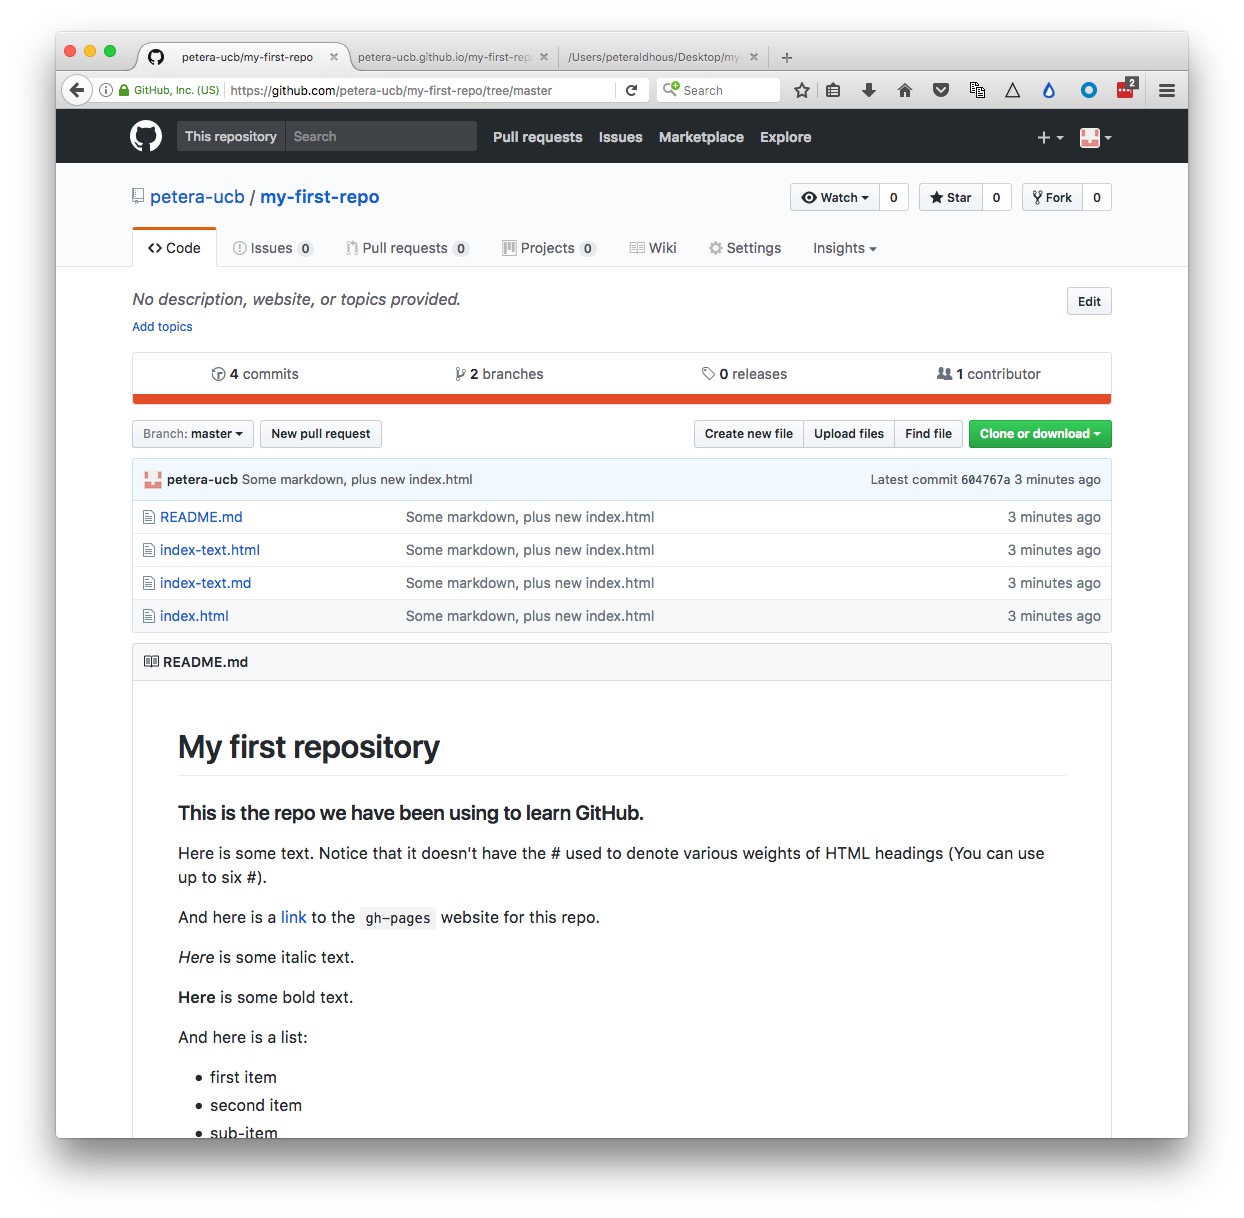 petera-ucb/my-first-repo
petera-ucb.github.io/my-first-rep
/Users/peteraldhous/Desktop/my
GitHub, Inc. (US)
https://github.com/petera-ucb/my-first-repo/tree/master
Search
2
This repository
Search
Pull requests
Issues
Marketplace
Explore
petera-ucb / my-first-repo
Watch 0
Star 0
Fork 0
Code
Issues 0
Pull requests 0
Projects 0
Wiki
Settings
Insights
No description, website, or topics provided.
Edit
Add topics
4 commits
2 branches
0 releases
1 contributor
Branch: master
New pull request
Create new file
Upload files
Find file
Clone or download
petera-ucb Some markdown, plus new index.html
Latest commit 604767a 3 minutes ago
README.md Some markdown, plus new index.html 3 minutes ago
index-text.html Some markdown, plus new index.html 3 minutes ago
index-text.md Some markdown, plus new index.html 3 minutes ago
index.html Some markdown, plus new index.html 3 minutes ago
README.md
My first repository
This is the repo we have been using to learn GitHub.
Here is some text. Notice that it doesn't have the # used to denote various weights of HTML headings (You can use
up to six #).
And here is a link to the gh-pages website for this repo.
Here is some italic text.
Here is some bold text.
And here is a list:
• first item
• second item
• sub-item